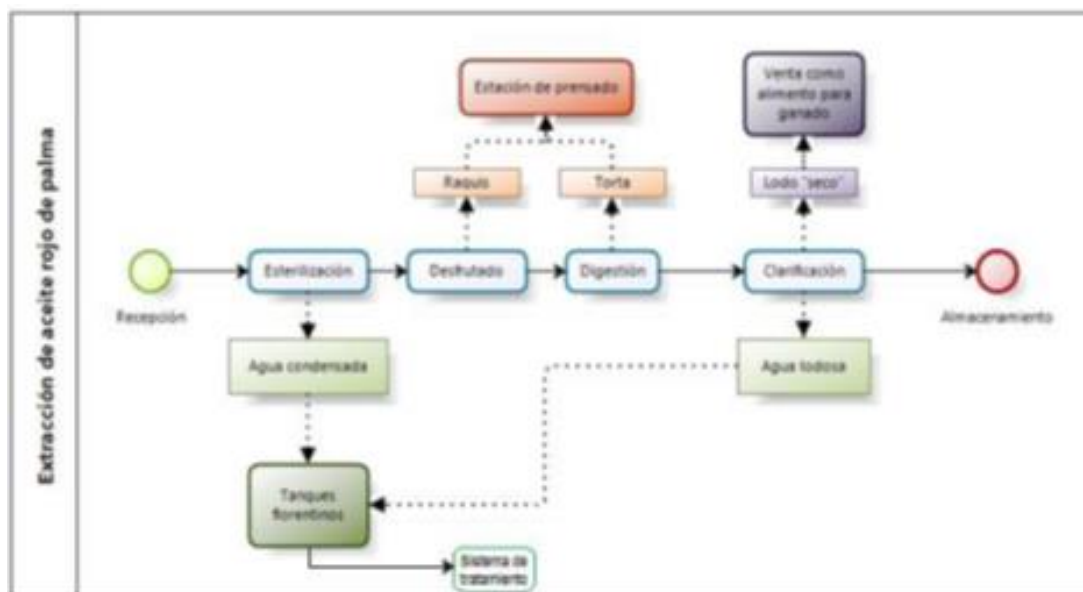 Extracción de aceite rojo de palma
Estación de prensado
Venta como
alimento para
ganado
Raquis
Torta
Lodo "seco"
Esterilización
Desfrutado
Digestión
Clarificación
Recepción
Almaceramiento
Agua condensada
Agua lodosa
Tanques
florentinos
Sistema de
tratamiento